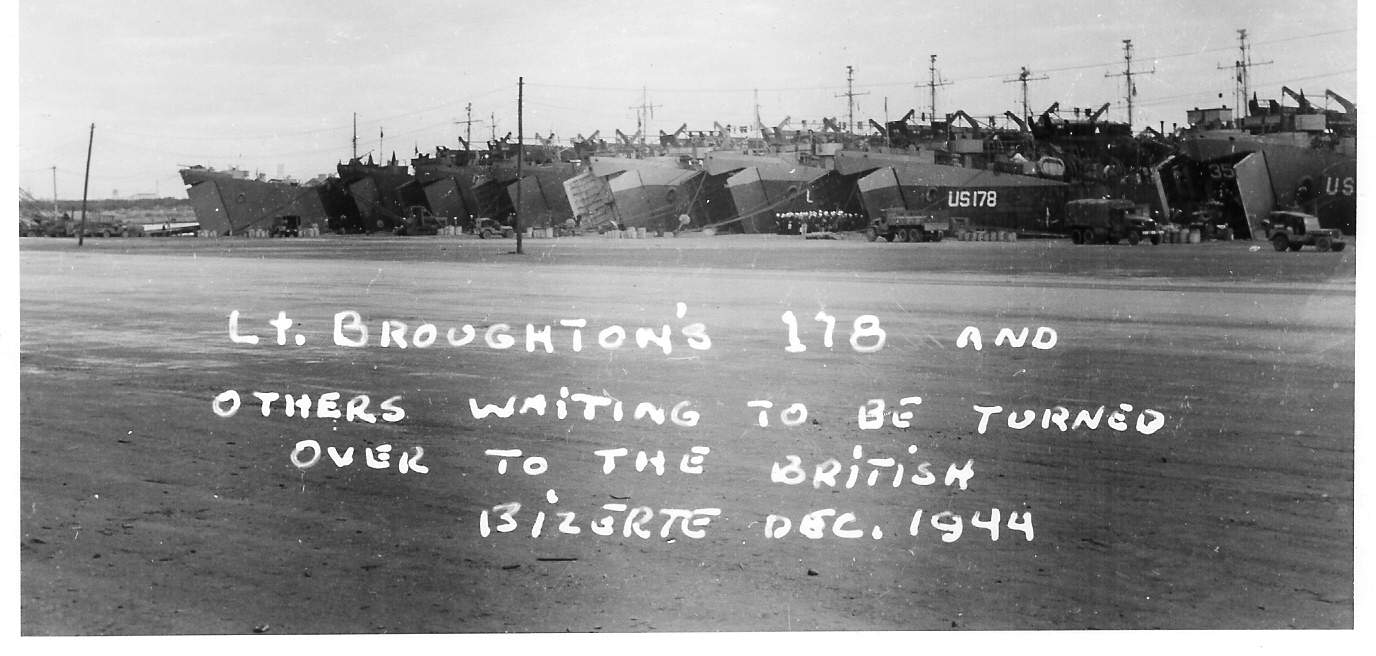 US178
35
US
Lt. BROUGHTON'S 178 AND
OTHERS WAITING TO BE TURNED
OVER TO THE BRITISH
BIZERTE DEC. 1944